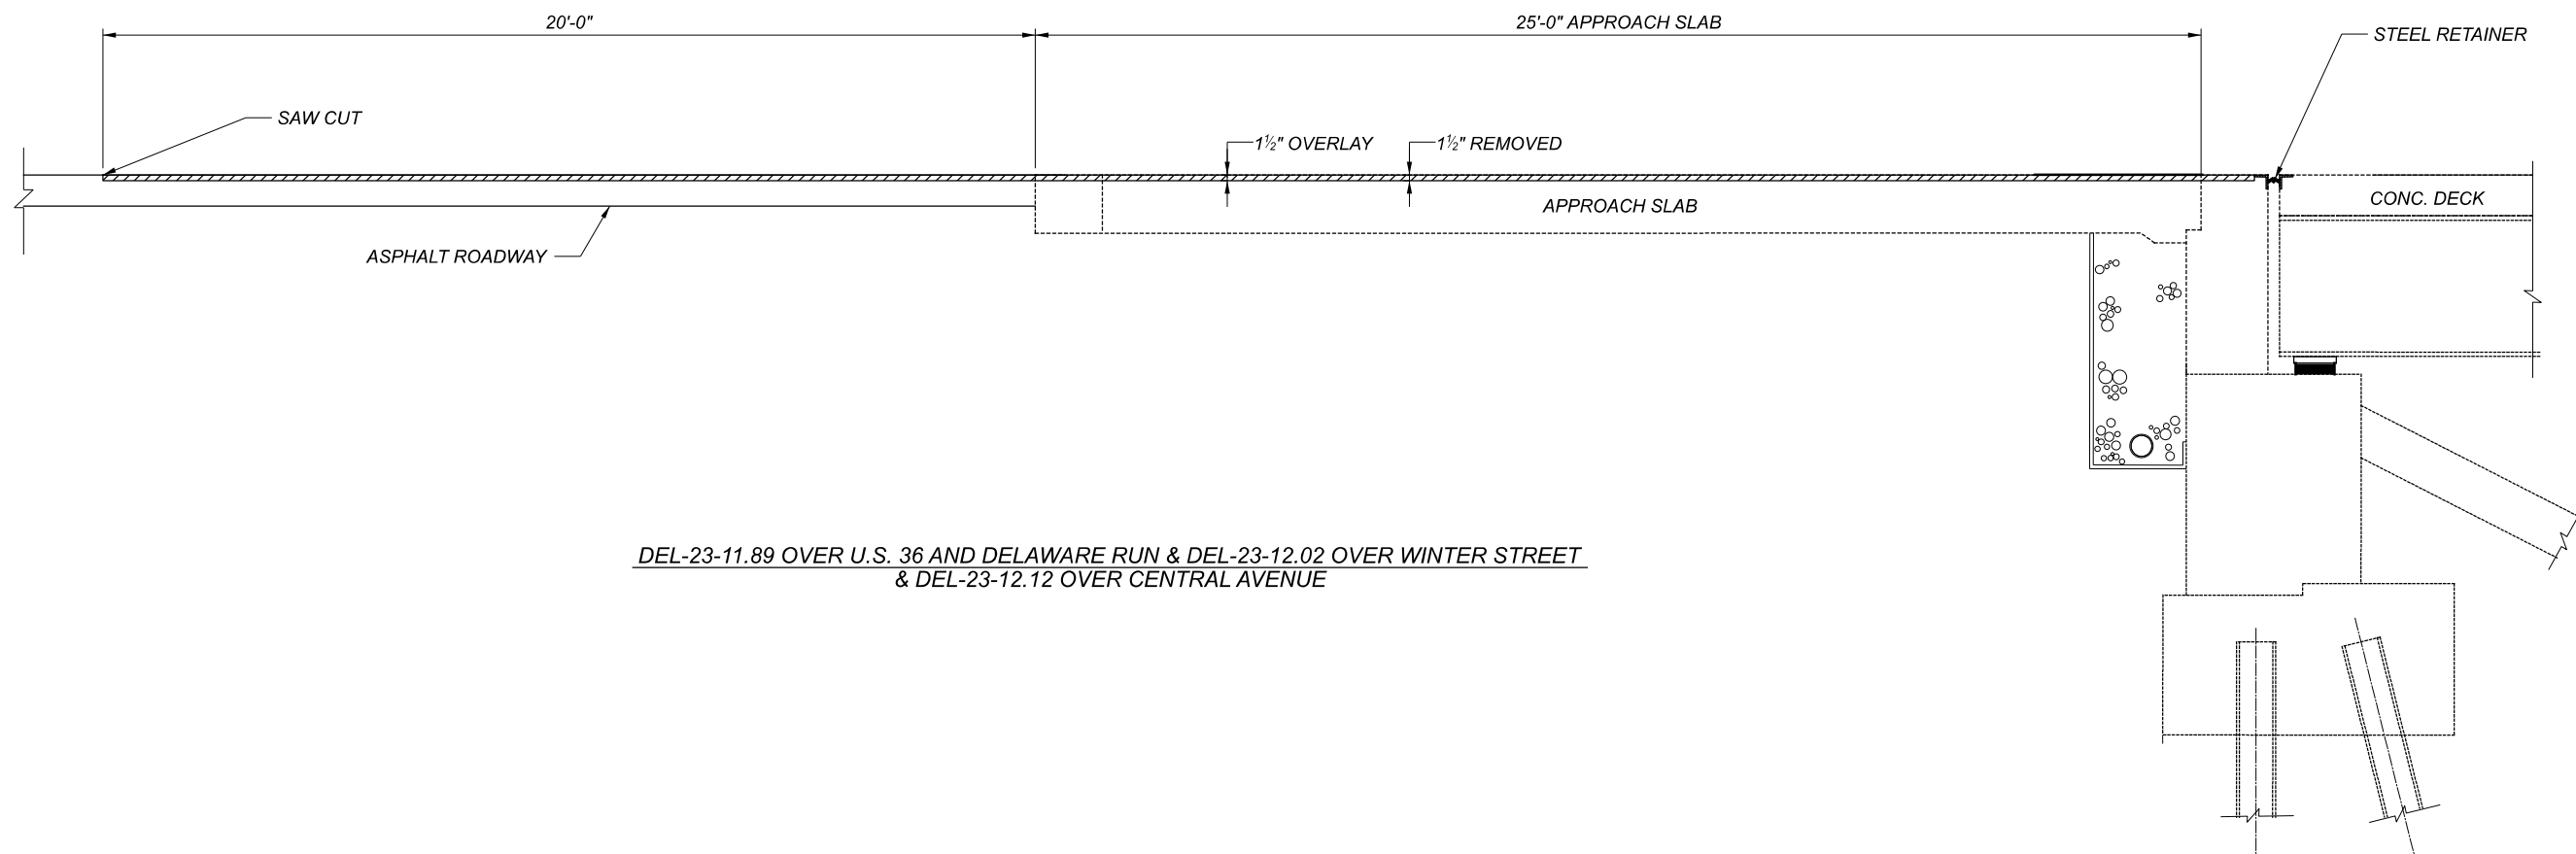 20'-0"
25'-0" APPROACH SLAB
STEEL RETAINER
SAW CUT
1½" OVERLAY
1½" REMOVED
CONC. DECK
APPROACH SLAB
ASPHALT ROADWAY
DEL-23-11.89 OVER U.S. 36 AND DELAWARE RUN & DEL-23-12.02 OVER WINTER STREET
& DEL-23-12.12 OVER CENTRAL AVENUE